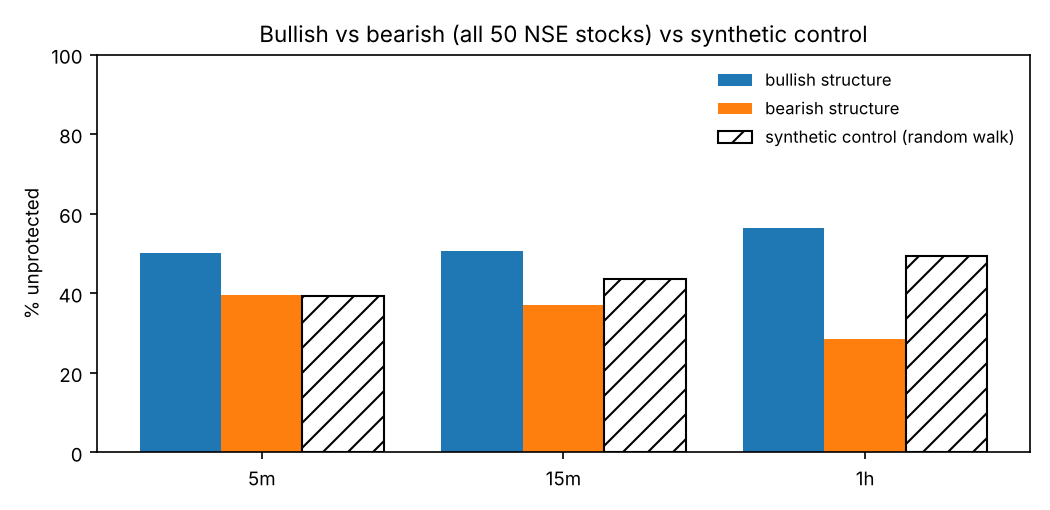 Bullish vs bearish (all 50 NSE stocks) vs synthetic control
100
80
60
40
20
0
% unprotected
bullish structure
bearish structure
synthetic control (random walk)
5m
15m
1h